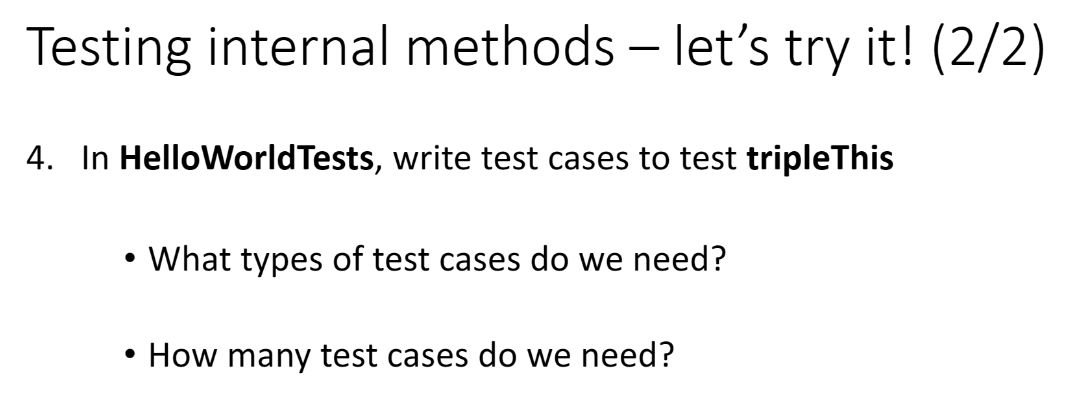 Testing internal methods – let’s try it! (2/2)
4. In HelloWorldTests, write test cases to test tripleThis
• What types of test cases do we need?
• How many test cases do we need?